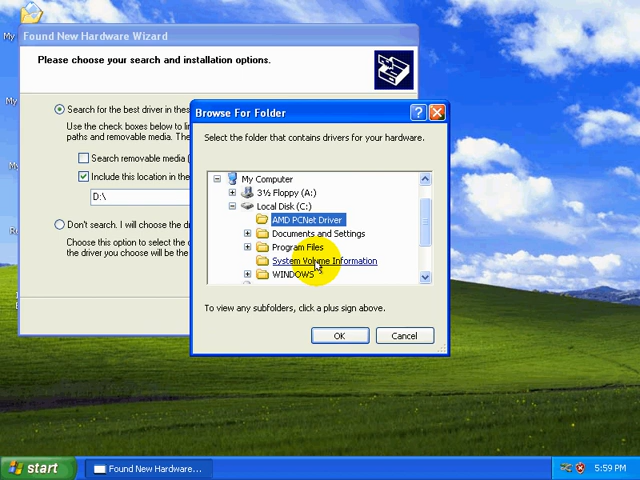 My
Found New Hardware Wizard
Please choose your search and installation options.
Search for the best driver in these
Use the check boxes below to
paths and removable media. The
Search removable media
Include this location in the
D:\
Don't search. I will choose the
Choose this option to select the
the driver you choose will be the
Browse For Folder
Select the folder that contains drivers for your hardware.
My Computer
3½ Floppy (A:)
Local Disk (C:)
AMD PCNet Driver
Documents and Settings
Program Files
System Volume Information
WINDOWS
To view any subfolders, click a plus sign above.
OK
Cancel
start
Found New Hardware...
5:59 PM